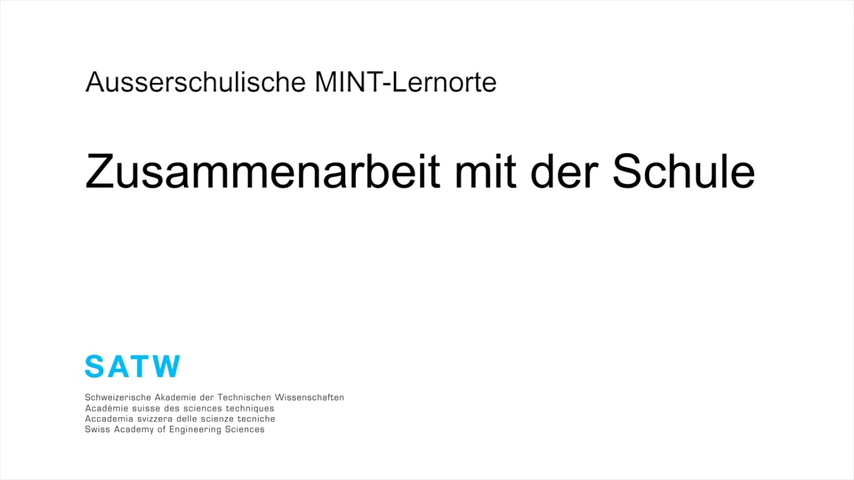 Ausserschulische MINT-Lernorte
Zusammenarbeit mit der Schule
SATW
Schweizerische Akademie der Technischen Wissenschaften
Académie suisse des sciences techniques
Accademia svizzera delle scienze tecniche
Swiss Academy of Engineering Sciences